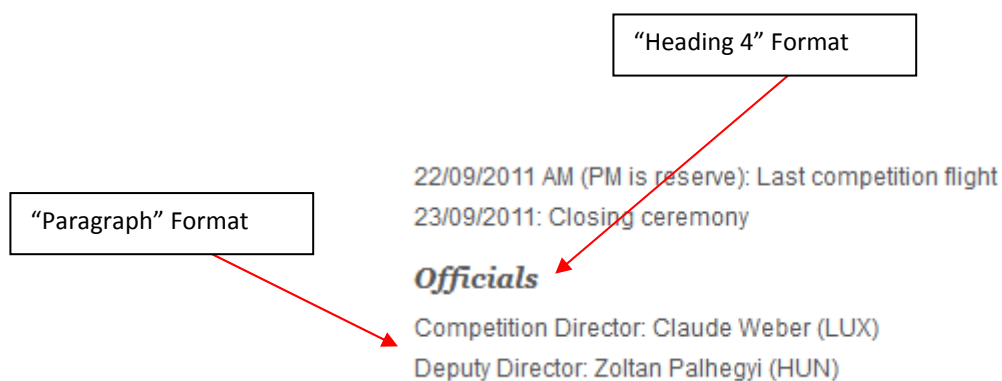 “Heading 4” Format
22/09/2011 AM (PM is reserve): Last competition flight
“Paragraph” Format
23/09/2011: Closing ceremony
Officials
Competition Director: Claude Weber (LUX)
Deputy Director: Zoltan Palhegyi (HUN)